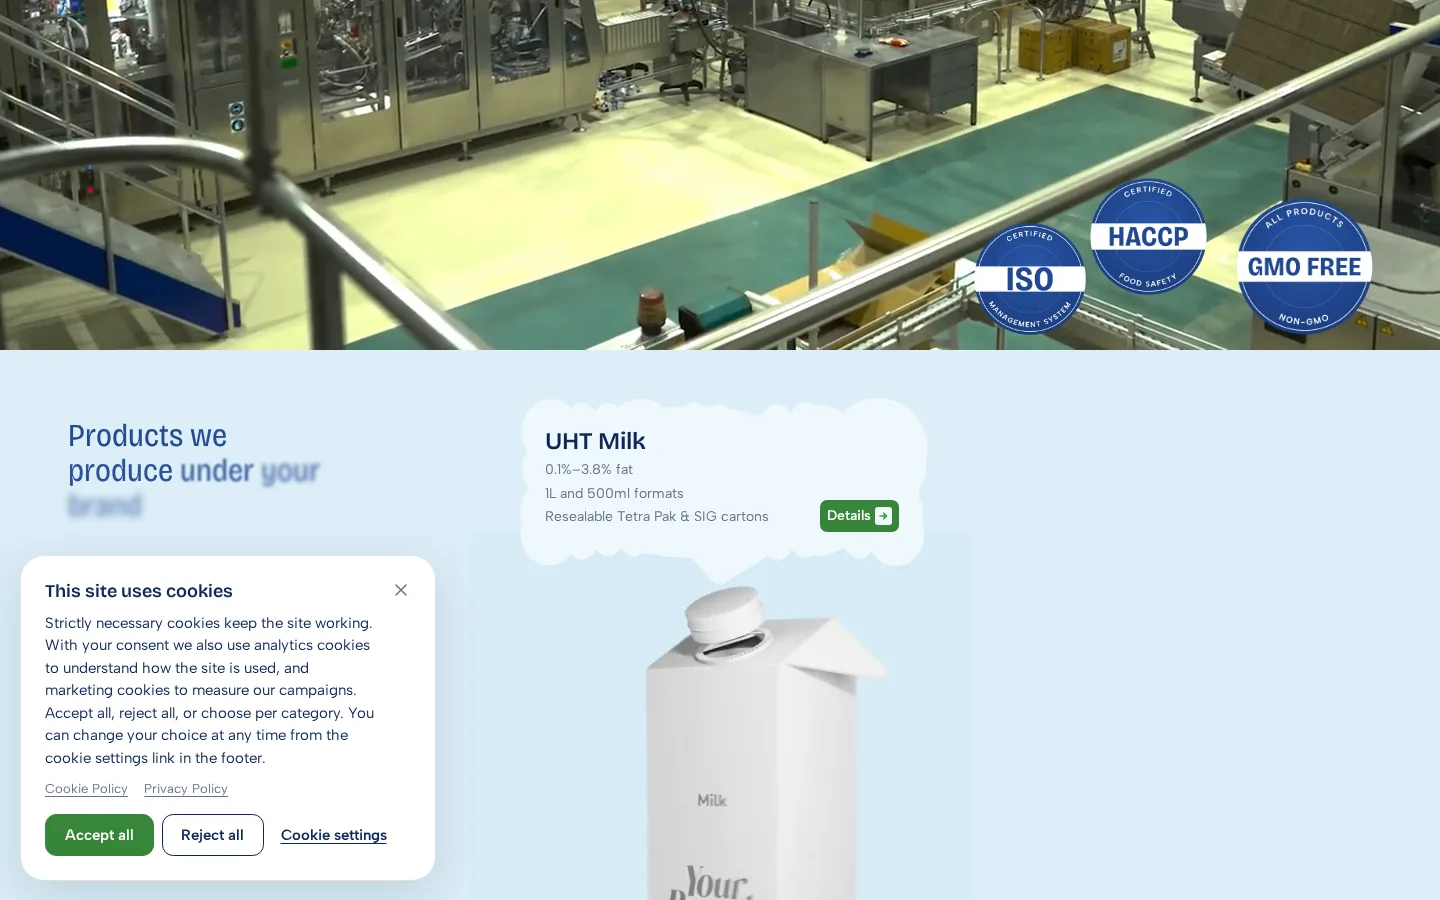 CERTIFIED
HACCP
FOOD SAFETY
ALL PRODUCTS
GMO FREE
NON-GMO
CERTIFIED
ISO
MANAGEMENT SYSTEM
Products we
produce under your
brand
UHT Milk
0.1%–3.8% fat
1L and 500ml formats
Resealable Tetra Pak & SIG cartons
Details
This site uses cookies
Strictly necessary cookies keep the site working.
With your consent we also use analytics cookies
to understand how the site is used, and
marketing cookies to measure our campaigns.
Accept all, reject all, or choose per category. You
can change your choice at any time from the
cookie settings link in the footer.
Cookie Policy Privacy Policy
Accept all Reject all Cookie settings
Milk
Your